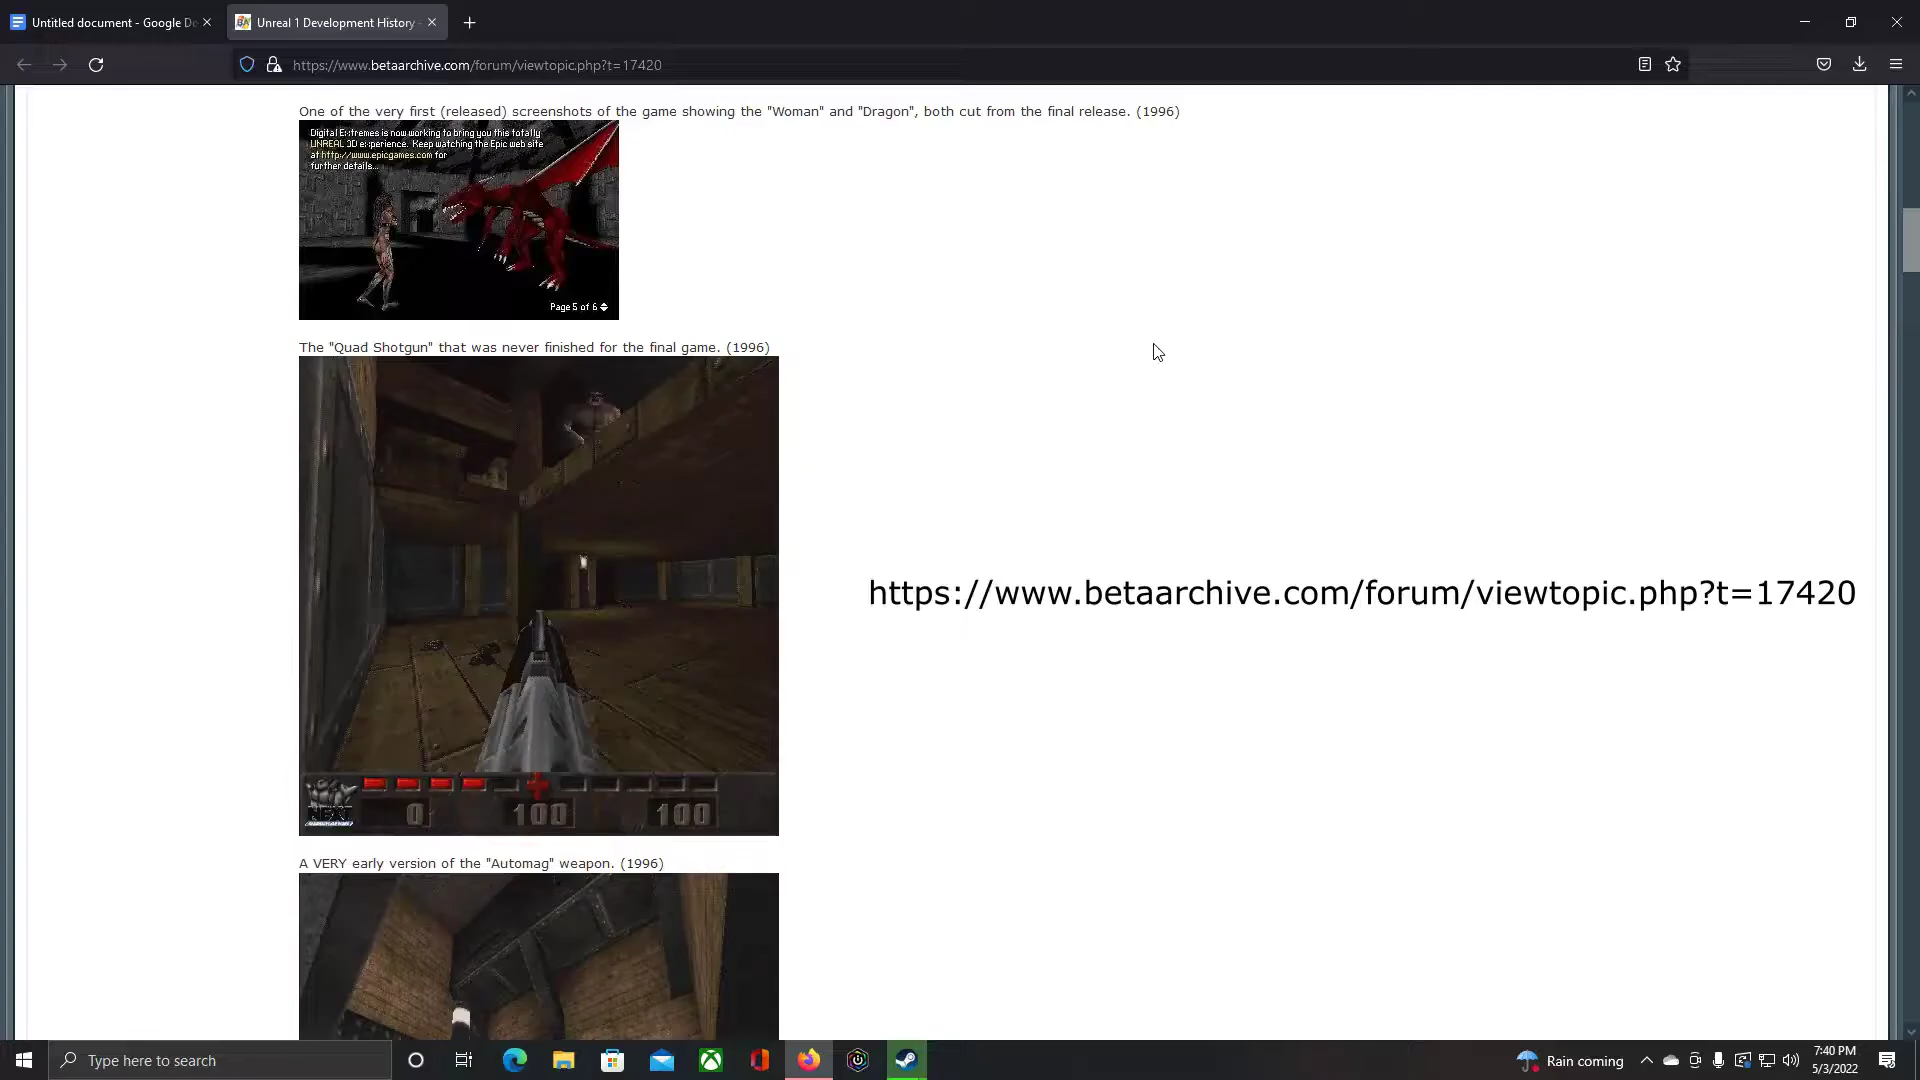 Untitled document - Google Do
Unreal 1 Development History -
https://www.betaarchive.com/forum/viewtopic.php?t=17420
One of the very first (released) screenshots of the game showing the "Woman" and "Dragon", both cut from the final release. (1996)
Digital E::tremes is now working to bring you this totally
UNREAL 3D e::perience. Keep watching the Epic web site
at http://www.epicgames.com for
further details...
Page 5 of 6
The "Quad Shotgun" that was never finished for the final game. (1996)
NEXT
0 100 100
https://www.betaarchive.com/forum/viewtopic.php?t=17420
A VERY early version of the "Automag" weapon. (1996)
Type here to search
Rain coming
7:40 PM
5/3/2022